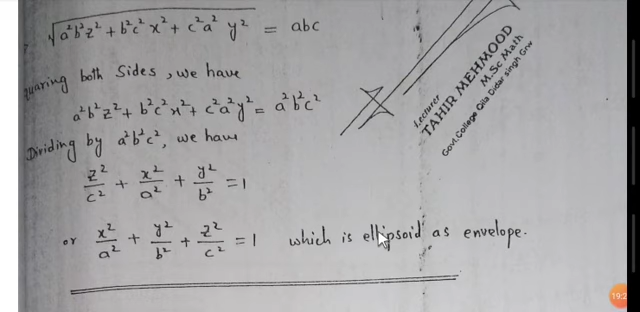 √a²b²z² + b²c²x² + c²a²y² = abc
quaring both Sides, we have
a²b²z² + b²c²x² + c²a²y² = a²b²c²
Dividing by a²b²c², we have
z²/c² + x²/a² + y²/b² = 1
or x²/a² + y²/b² + z²/c² = 1 which is ellipsoid as envelope.
Lecturer
TAHIR MEHMOOD
M.Sc Math
Govt. College Qila Didar singh Grw
19:2